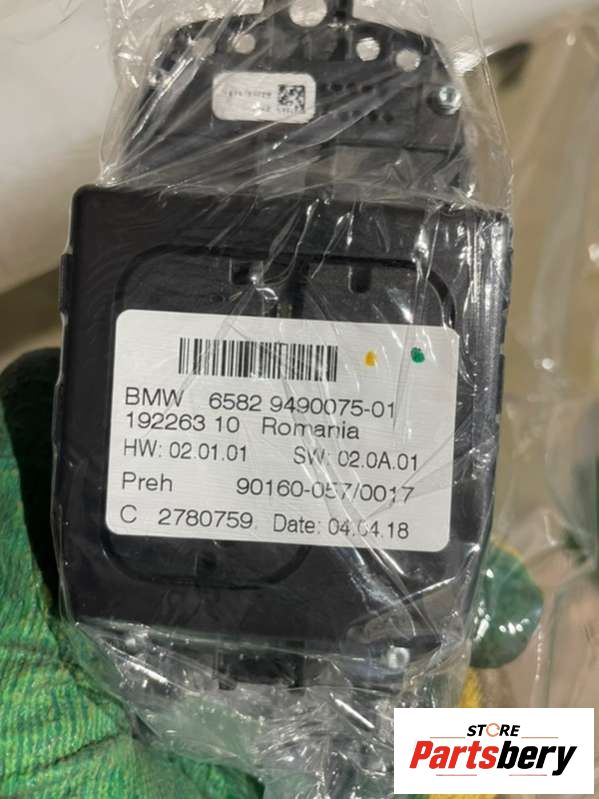 BMW 6582 9490075-01
192263 10 Romania
HW: 02.01.01 SW: 02.0A.01
Preh 90160-057/0017
C 2780759 Date: 04.04.18
STORE
Partsbery